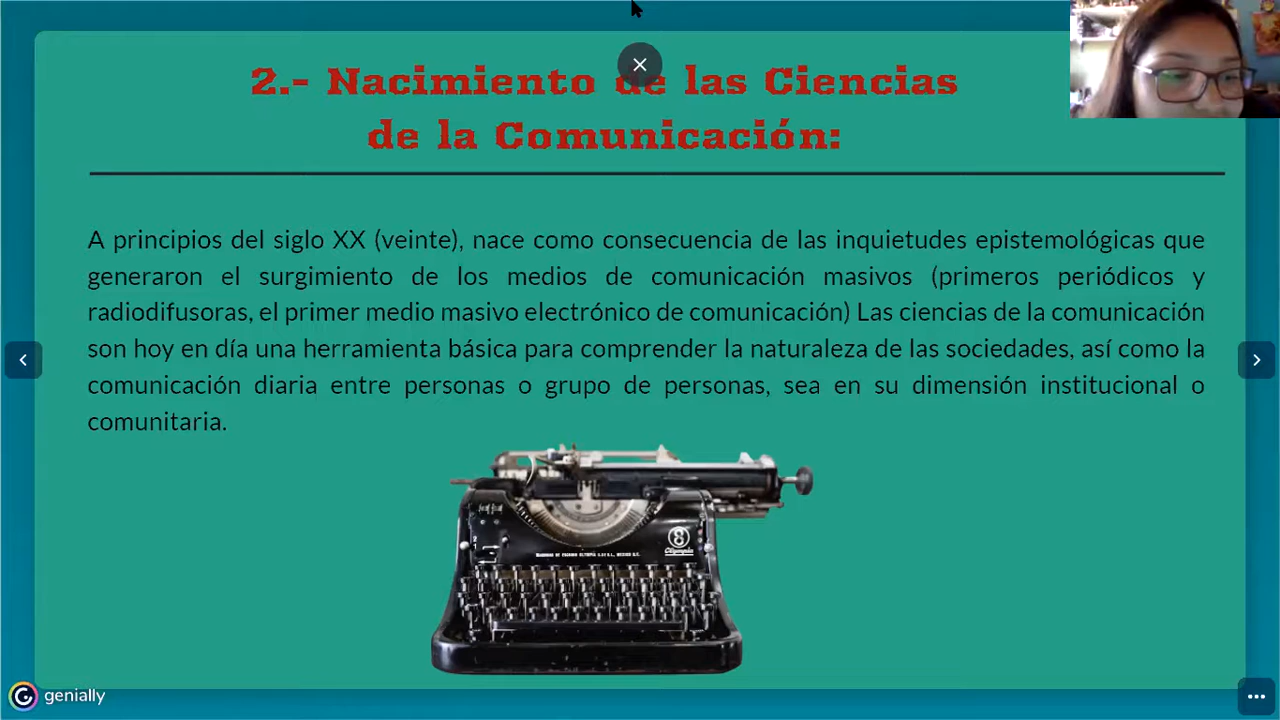 2.- Nacimiento de las Ciencias
de la Comunicación:
A principios del siglo XX (veinte), nace como consecuencia de las inquietudes epistemológicas que
generaron el surgimiento de los medios de comunicación masivos (primeros periódicos y
radiodifusoras, el primer medio masivo electrónico de comunicación) Las ciencias de la comunicación
son hoy en día una herramienta básica para comprender la naturaleza de las sociedades, así como la
comunicación diaria entre personas o grupo de personas, sea en su dimensión institucional o
comunitaria.
Olympia
genially